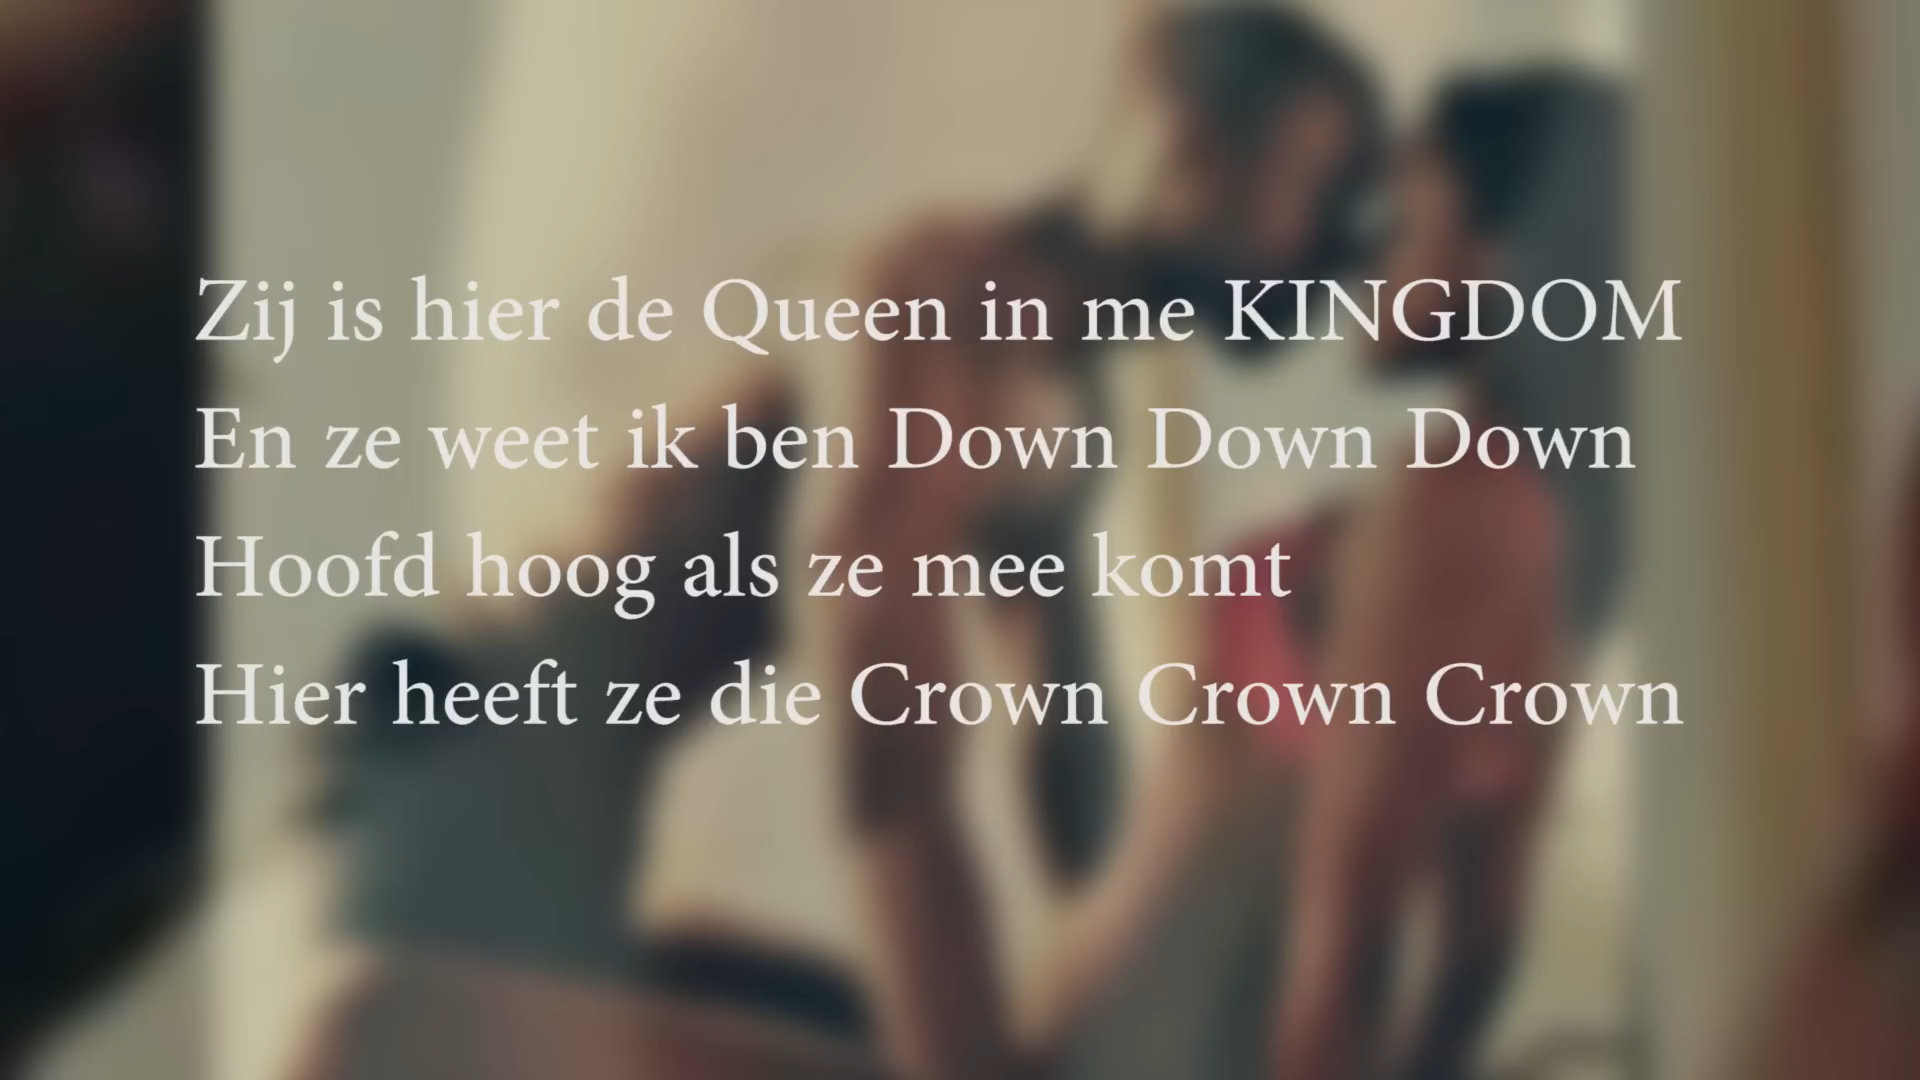 Zij is hier de Queen in me KINGDOM
En ze weet ik ben Down Down Down
Hoofd hoog als ze mee komt
Hier heeft ze die Crown Crown Crown